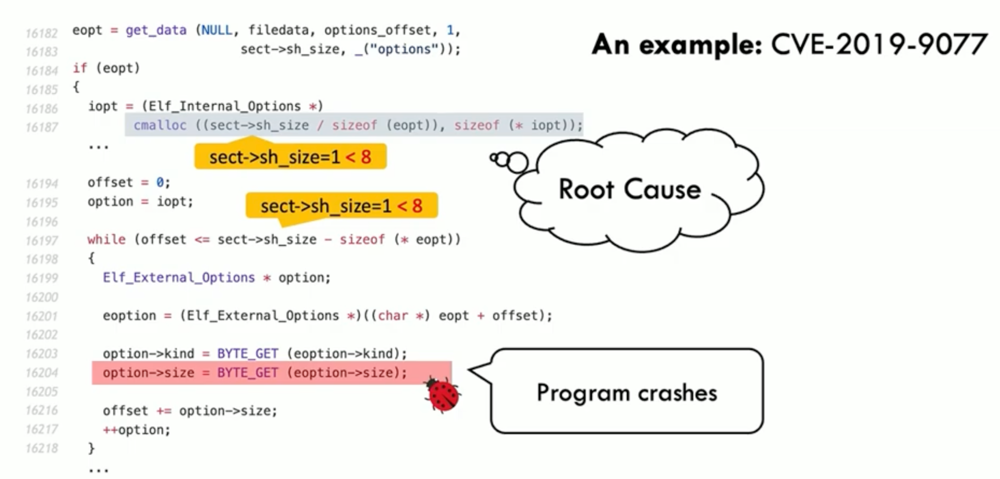 An example: CVE-2019-9077
16182 eopt = get_data (NULL, filedata, options_offset, 1,
16183 sect->sh_size, _("options"));
16184 if (eopt)
16185 {
16186 iopt = (Elf_Internal_Options *)
16187 cmalloc ((sect->sh_size / sizeof (eopt)), sizeof (* iopt));
...
sect->sh_size=1 < 8
Root Cause
16194 offset = 0;
16195 option = iopt;
sect->sh_size=1 < 8
16196
16197 while (offset <= sect->sh_size - sizeof (* eopt))
16198 {
16199 Elf_External_Options * option;
16200
16201 eoption = (Elf_External_Options *)((char *) eopt + offset);
16202
16203 option->kind = BYTE_GET (eoption->kind);
16204 option->size = BYTE_GET (eoption->size);
Program crashes
16205
16216 offset += option->size;
16217 ++option;
16218 }
...